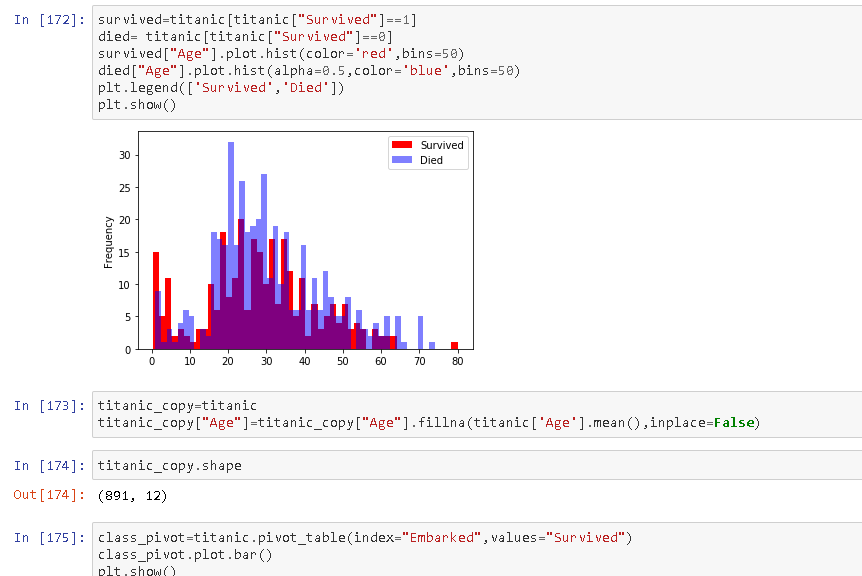 In [172]: survived=titanic[titanic["Survived"]==1]
died= titanic[titanic["Survived"]==0]
survived["Age"].plot.hist(color='red',bins=50)
died["Age"].plot.hist(alpha=0.5,color='blue',bins=50)
plt.legend(['Survived','Died'])
plt.show()
Survived
Died
Frequency
30
25
20
15
10
5
0
0 10 20 30 40 50 60 70 80
In [173]: titanic_copy=titanic
titanic_copy["Age"]=titanic_copy["Age"].fillna(titanic['Age'].mean(),inplace=False)
In [174]: titanic_copy.shape
Out[174]: (891, 12)
In [175]: class_pivot=titanic.pivot_table(index="Embarked",values="Survived")
class_pivot.plot.bar()
plt.show()